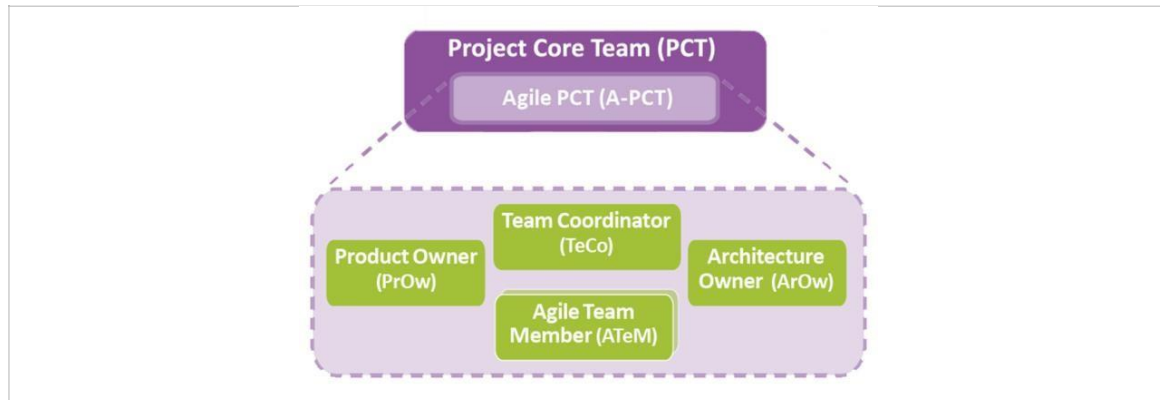 Project Core Team (PCT)
Agile PCT (A-PCT)
Team Coordinator
(TeCo)
Product Owner
(PrOw)
Architecture
Owner (ArOw)
Agile Team
Member (ATeM)